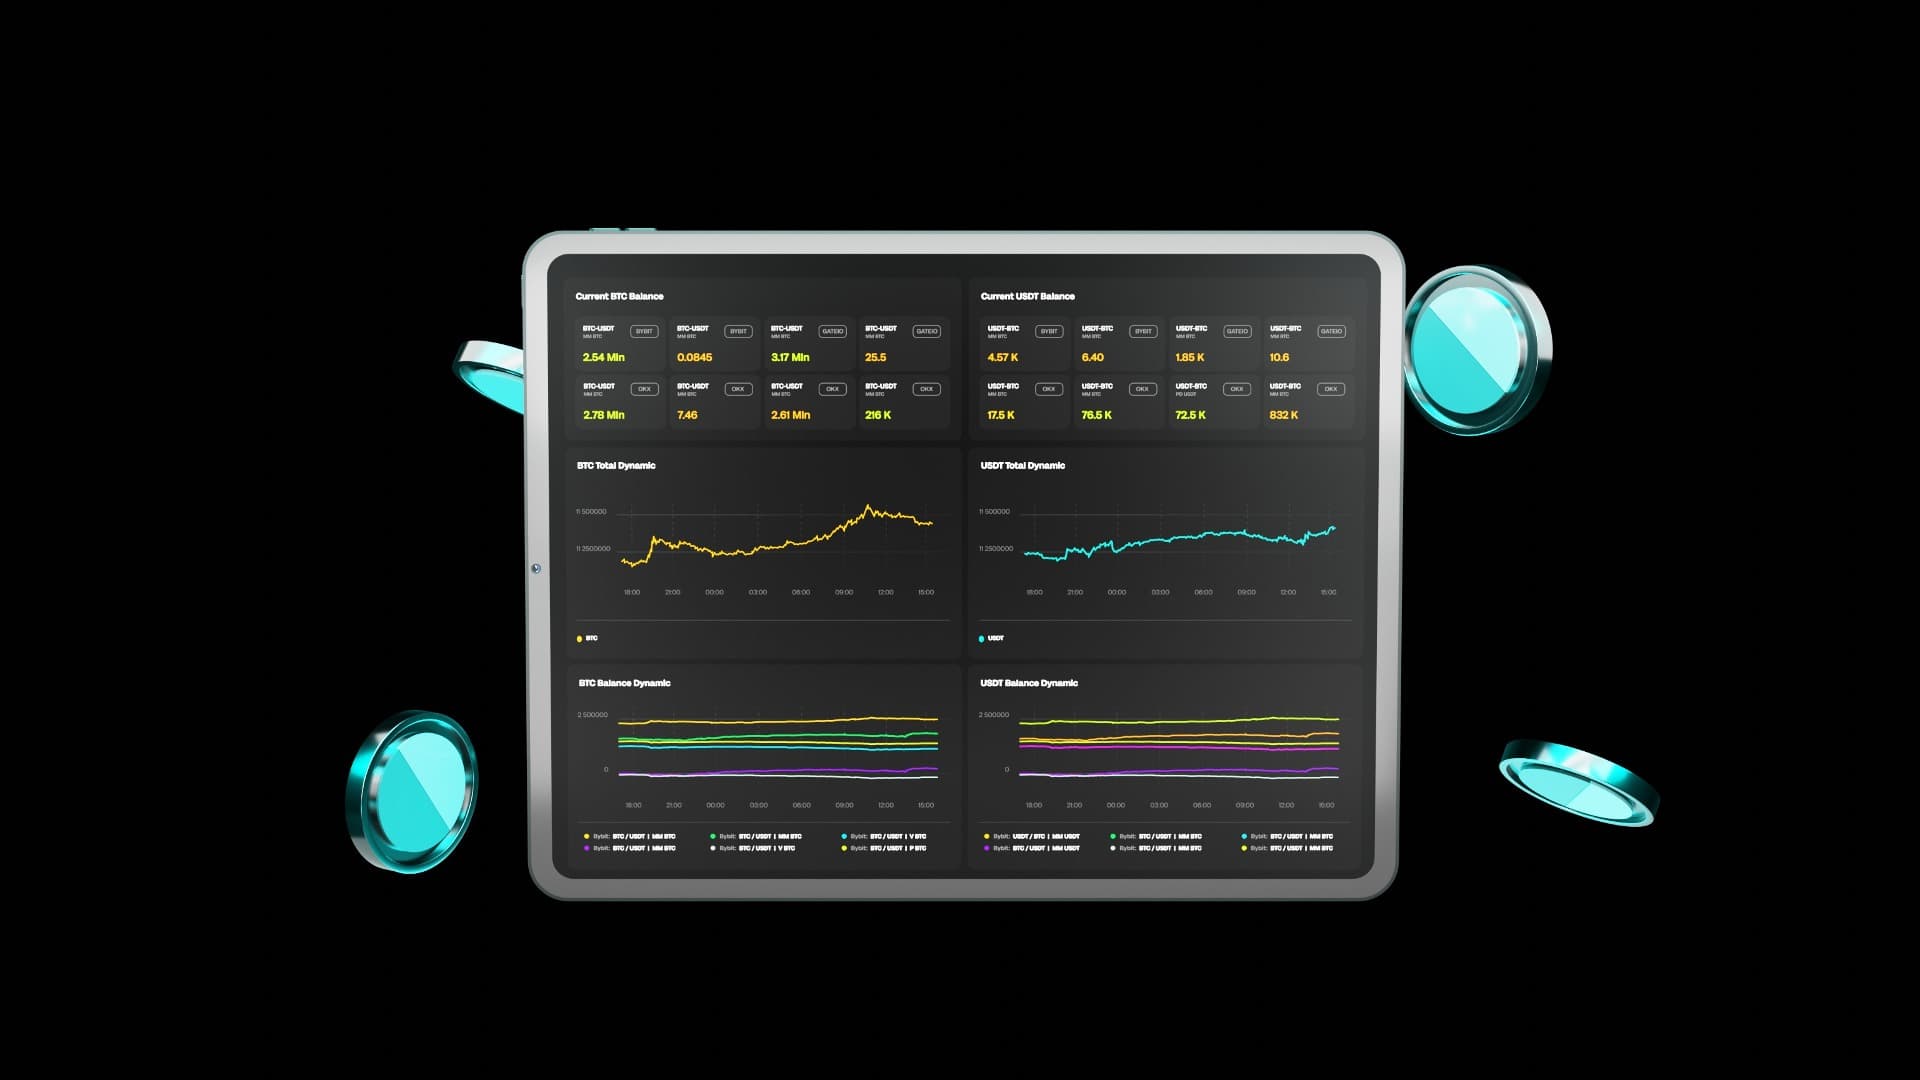 Current BTC Balance
BTC-USDT BYBIT BTC-USDT BYBIT BTC-USDT GATEIO BTC-USDT GATEIO
MM BTC MM BTC MM BTC MM BTC
2.54 Mln 0.0845 3.17 Mln 25.5
BTC-USDT OKX BTC-USDT OKX BTC-USDT OKX BTC-USDT OKX
MM BTC MM BTC MM BTC MM BTC
2.78 Mln 7.46 2.61 Mln 216 K
Current USDT Balance
USDT-BTC BYBIT USDT-BTC BYBIT USDT-BTC GATEIO USDT-BTC GATEIO
MM BTC MM BTC MM BTC MM BTC
4.57 K 6.40 1.85 K 10.6
USDT-BTC OKX USDT-BTC OKX USDT-BTC OKX USDT-BTC OKX
MM BTC MM BTC PD USDT MM BTC
17.5 K 76.5 K 72.5 K 832 K
BTC Total Dynamic
11 500000
11 2500000
18:00 21:00 00:00 03:00 06:00 09:00 12:00 15:00
BTC
USDT Total Dynamic
11 500000
11 2500000
18:00 21:00 00:00 03:00 06:00 09:00 12:00 15:00
USDT
BTC Balance Dynamic
2 500000
0
18:00 21:00 00:00 03:00 06:00 09:00 12:00 15:00
Bybit: BTC / USDT | MM BTC Bybit: BTC / USDT | MM BTC Bybit: BTC / USDT | V BTC
Bybit: BTC / USDT | MM BTC Bybit: BTC / USDT | V BTC Bybit: BTC / USDT | P BTC
USDT Balance Dynamic
2 500000
0
18:00 21:00 00:00 03:00 06:00 09:00 12:00 15:00
Bybit: USDT / BTC | MM USDT Bybit: BTC / USDT | MM BTC Bybit: BTC / USDT | MM BTC
Bybit: BTC / USDT | MM USDT Bybit: BTC / USDT | MM BTC Bybit: BTC / USDT | MM BTC